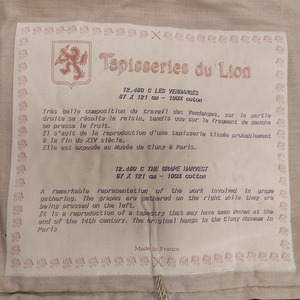 Tapisseries du Lion
12.460 C LES VENDANGES
87 X 121 cm - 100% coton
Très belle composition du travail des Vendanges, sur la partie
droite se récolte le raisin, tandis que sur le fragment de gauche
on presse le fruit.
Il s'agit de la reproduction d'une tapisserie tissée probablement
à la fin du XIV siècle.
Elle est exposée au Musée de Cluny à Paris.
12.460 C THE GRAPE HARVEST
87 X 121 cm - 100% coton
A remarkable representation of the work involved in grape
gathering. The grapes are gathered on the right while they are
being pressed on the left.
It is a reproduction of a tapestry that may have been woven at the
end of the 14th century. The original hangs in the Cluny Museum in
Paris
Made in France